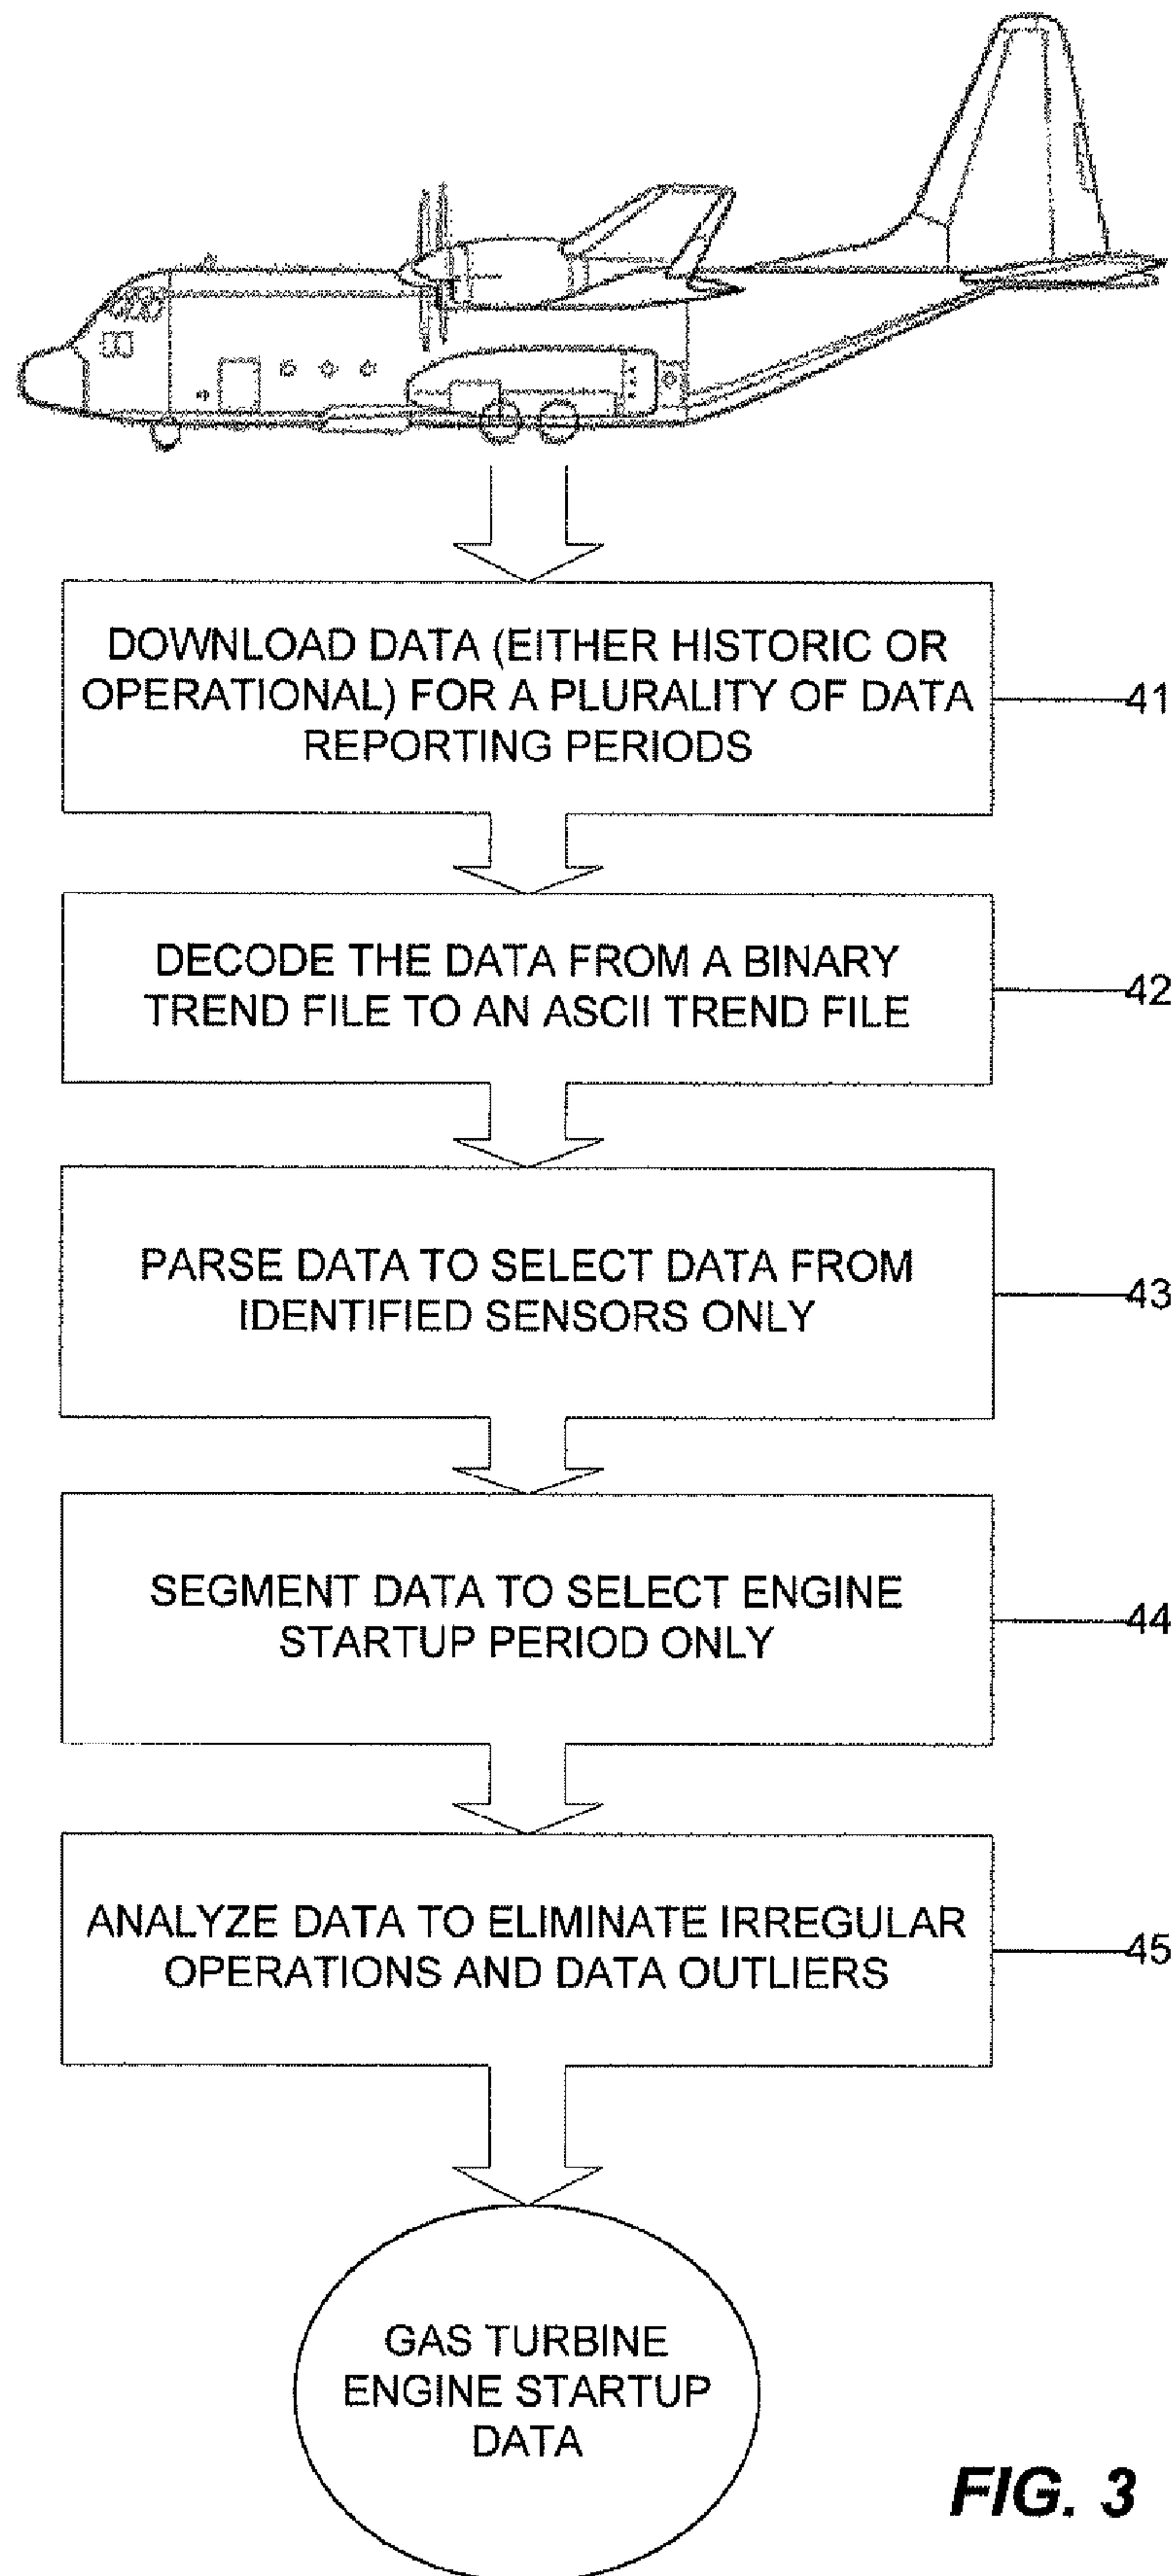 DOWNLOAD DATA (EITHER HISTORIC OR
OPERATIONAL) FOR A PLURALITY OF DATA
REPORTING PERIODS
41
DECODE THE DATA FROM A BINARY
TREND FILE TO AN ASCII TREND FILE
42
PARSE DATA TO SELECT DATA FROM
IDENTIFIED SENSORS ONLY
43
SEGMENT DATA TO SELECT ENGINE
STARTUP PERIOD ONLY
44
ANALYZE DATA TO ELIMINATE IRREGULAR
OPERATIONS AND DATA OUTLIERS
45
GAS TURBINE
ENGINE STARTUP
DATA
FIG. 3